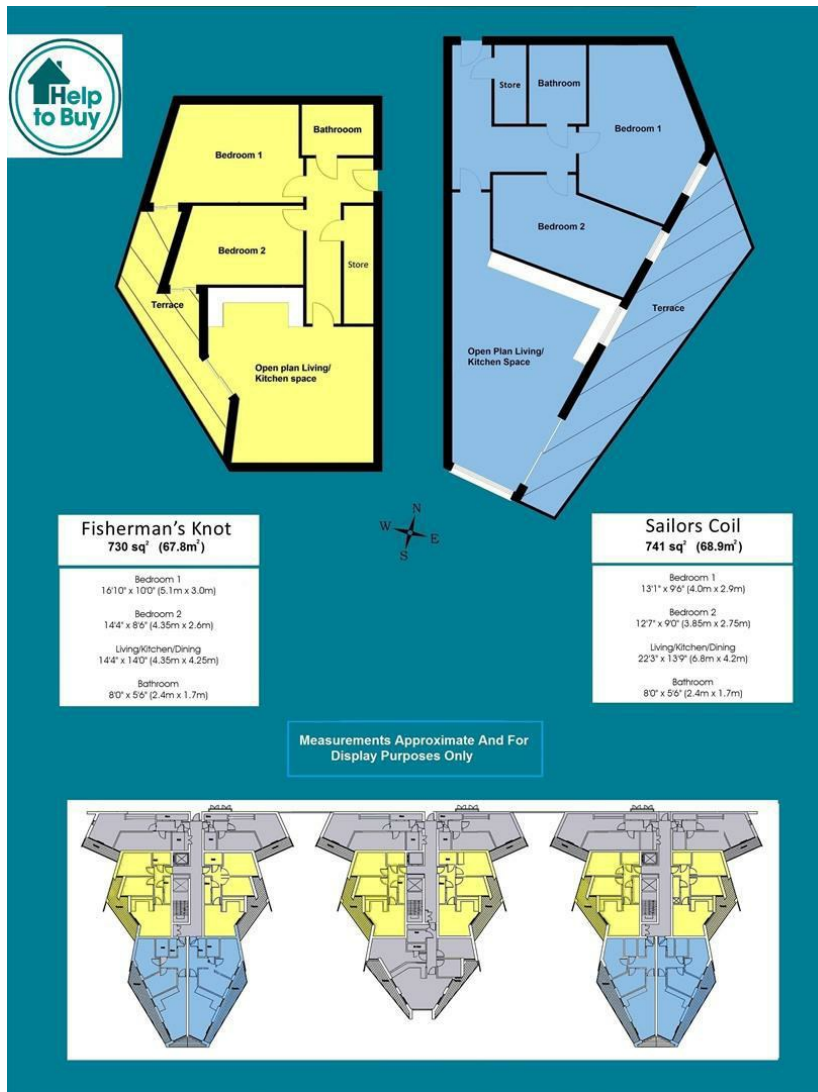 Help
to Buy
Bedroom 1
Bathrooom
Bedroom 2
Store
Terrace
Open plan Living/
Kitchen space
Store
Bathroom
Bedroom 1
Bedroom 2
Terrace
Open Plan Living/
Kitchen Space
N
W
E
S
Fisherman's Knot
730 sq² (67.8m²)
Bedroom 1
16'10" x 10'0" (5.1m x 3.0m)
Bedroom 2
14'4" x 8'6" (4.35m x 2.6m)
Living/Kitchen/Dining
14'4" x 14'0" (4.35m x 4.25m)
Bathroom
8'0" x 5'6" (2.4m x 1.7m)
Sailors Coil
741 sq² (68.9m²)
Bedroom 1
13'1" x 9'6" (4.0m x 2.9m)
Bedroom 2
12'7" x 9'0" (3.85m x 2.75m)
Living/Kitchen/Dining
22'3" x 13'9" (6.8m x 4.2m)
Bathroom
8'0" x 5'6" (2.4m x 1.7m)
Measurements Approximate And For
Display Purposes Only